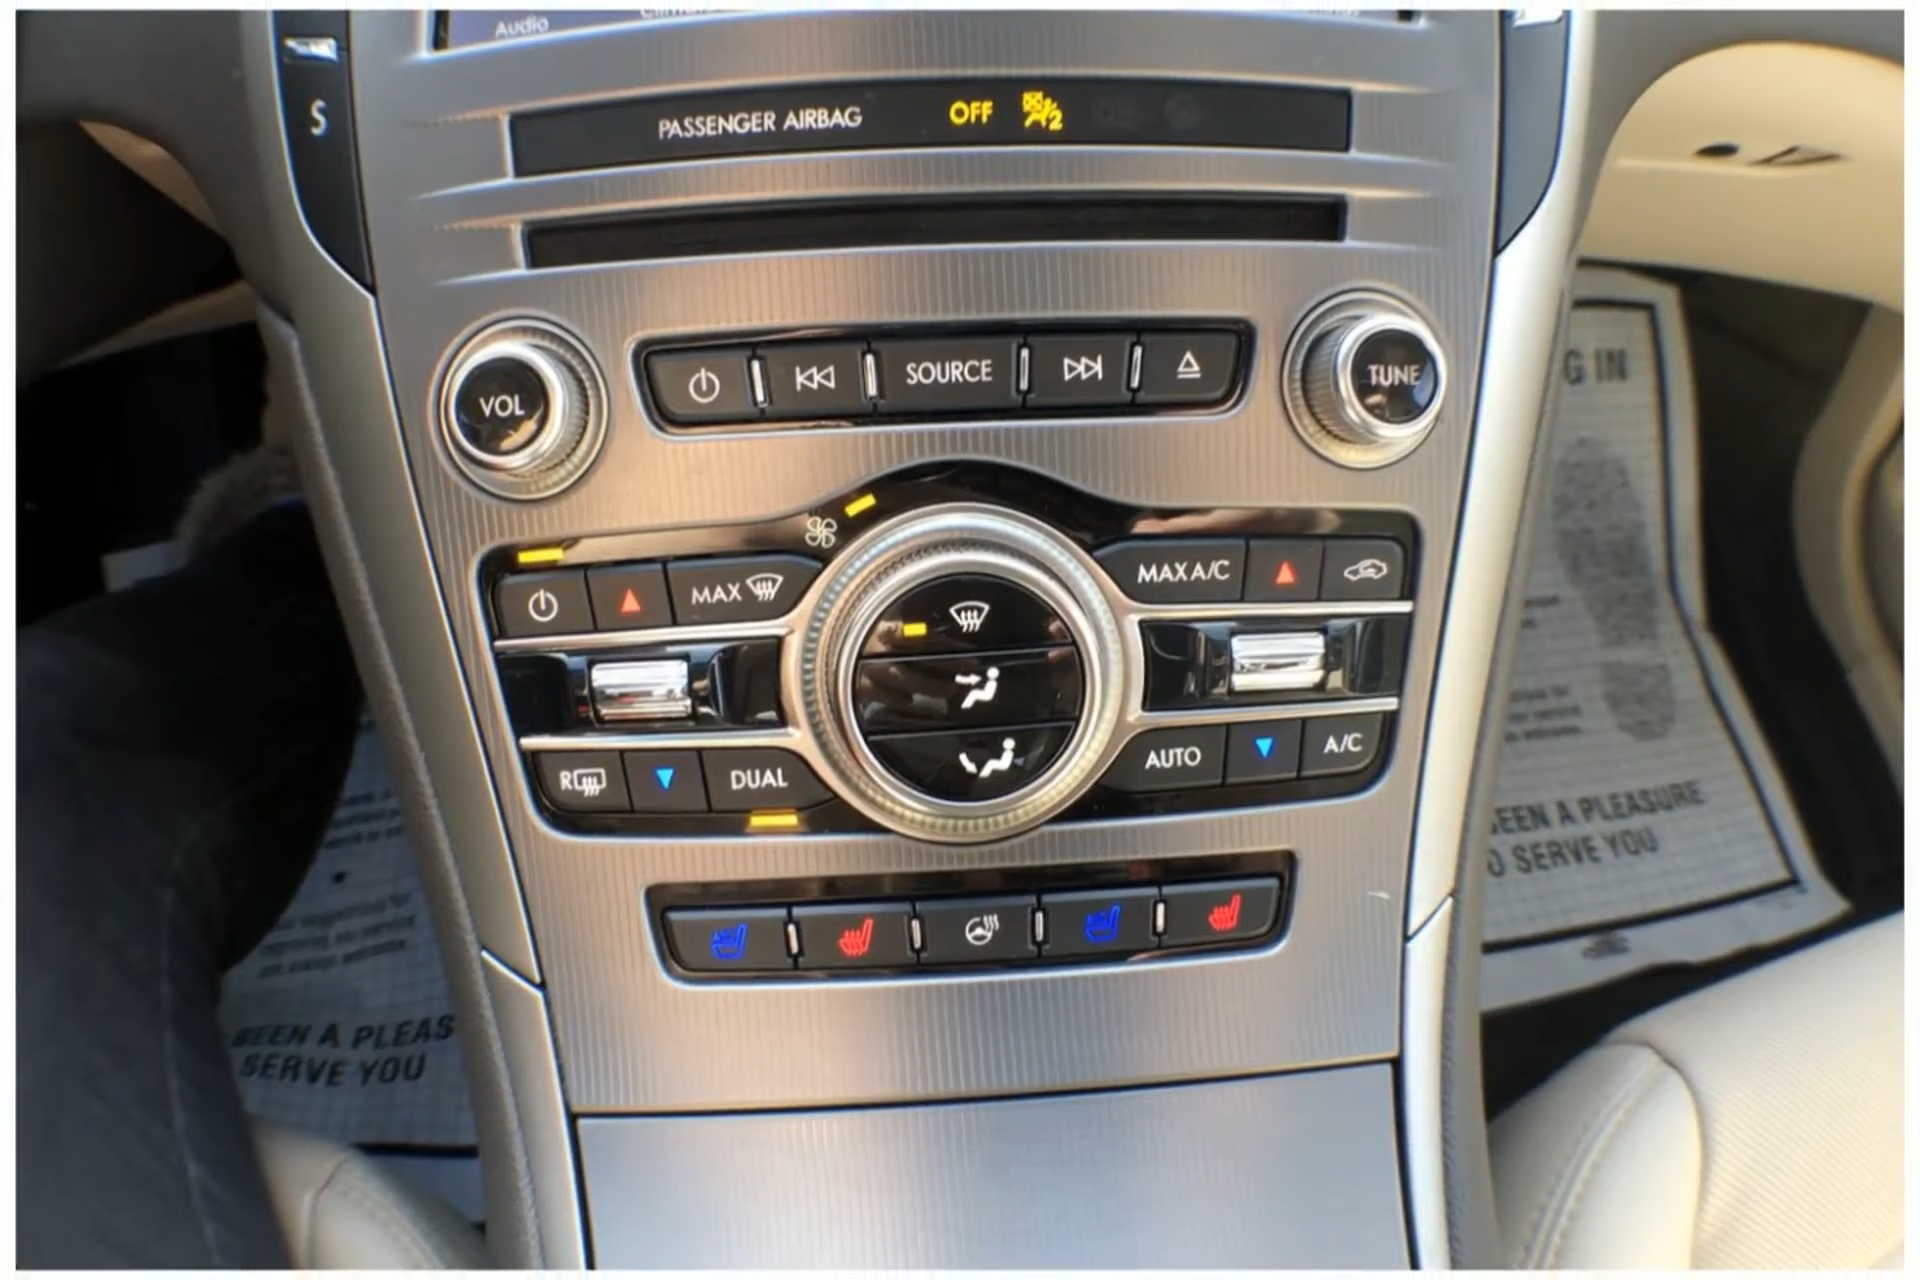 Audio
S
PASSENGER AIRBAG OFF 2
VOL
SOURCE
TUNE
MAX
MAX A/C
R
DUAL
AUTO
A/C
G IN
BEEN A PLEASURE
O SERVE YOU
BEEN A PLEAS
SERVE YOU